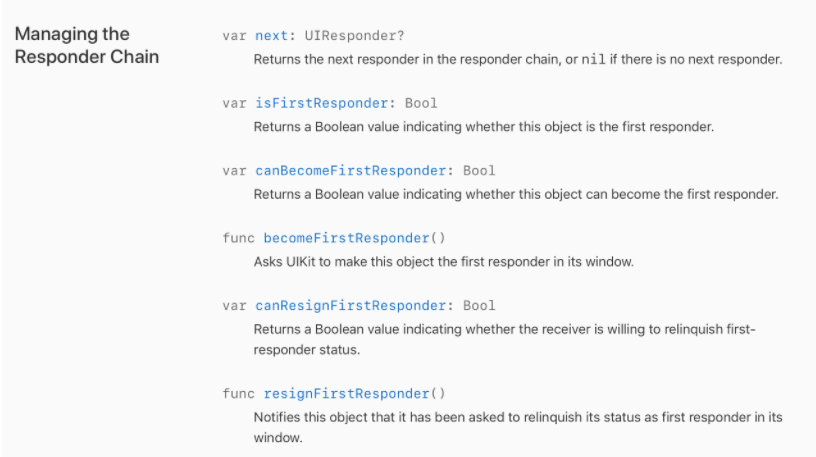 Managing the
Responder Chain
var next: UIResponder?
Returns the next responder in the responder chain, or nil if there is no next responder.
var isFirstResponder: Bool
Returns a Boolean value indicating whether this object is the first responder.
var canBecomeFirstResponder: Bool
Returns a Boolean value indicating whether this object can become the first responder.
func becomeFirstResponder()
Asks UIKit to make this object the first responder in its window.
var canResignFirstResponder: Bool
Returns a Boolean value indicating whether the receiver is willing to relinquish first-
responder status.
func resignFirstResponder()
Notifies this object that it has been asked to relinquish its status as first responder in its
window.